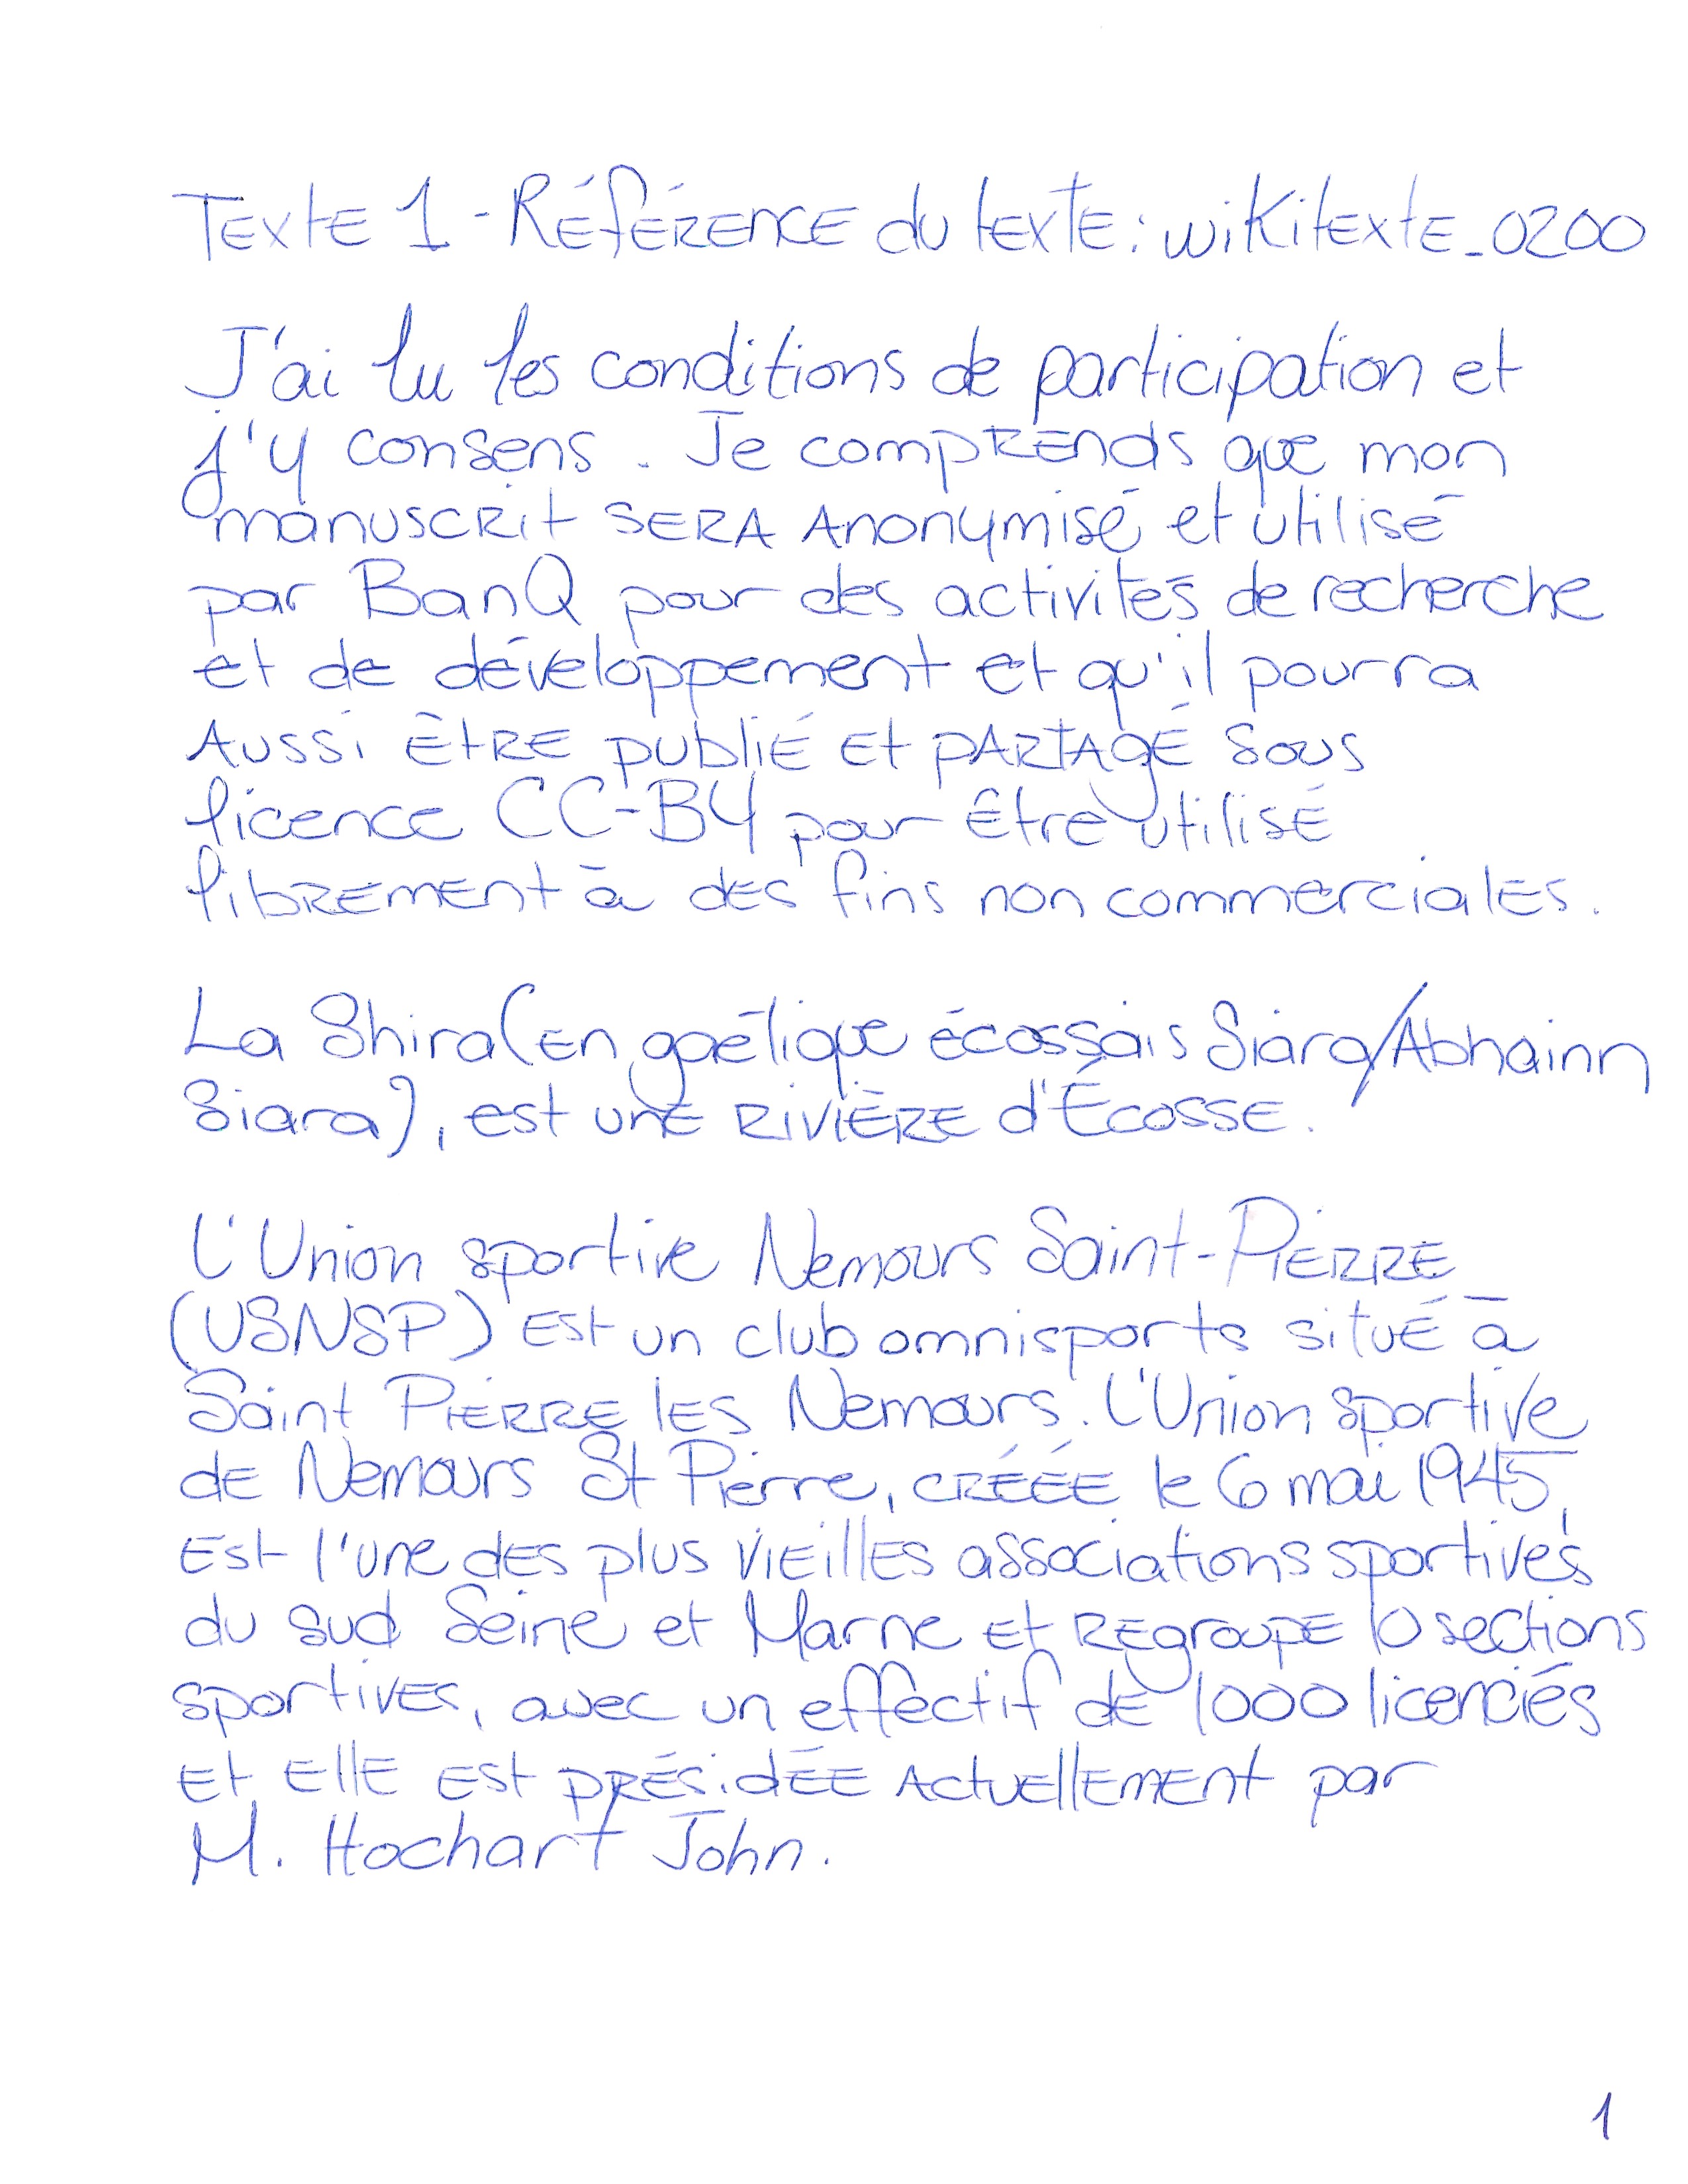 Texte 1 - Référence du texte : wikitexte_0200
J'ai lu les conditions de participation et
j'y consens. Je comprends que mon
manuscrit sera anonymisé et utilisé
par BanQ pour des activités de recherche
et de développement et qu'il pourra
aussi être publié et partagé sous
licence CC-BY pour être utilisé
librement à des fins non commerciales.
La Shira (en gaélique écossais Siara/Abhainn
Siara), est une rivière d'Écosse.
L'Union sportive Nemours Saint-Pierre
(USNSP) est un club omnisports situé à
Saint Pierre les Nemours. L'Union sportive
de Nemours St Pierre, créée le 6 mai 1945,
est l'une des plus vieilles associations sportives
du sud Seine et Marne et regroupe 10 sections
sportives, avec un effectif de 1000 licenciés
et elle est présidée actuellement par
M. Hochart John.
1